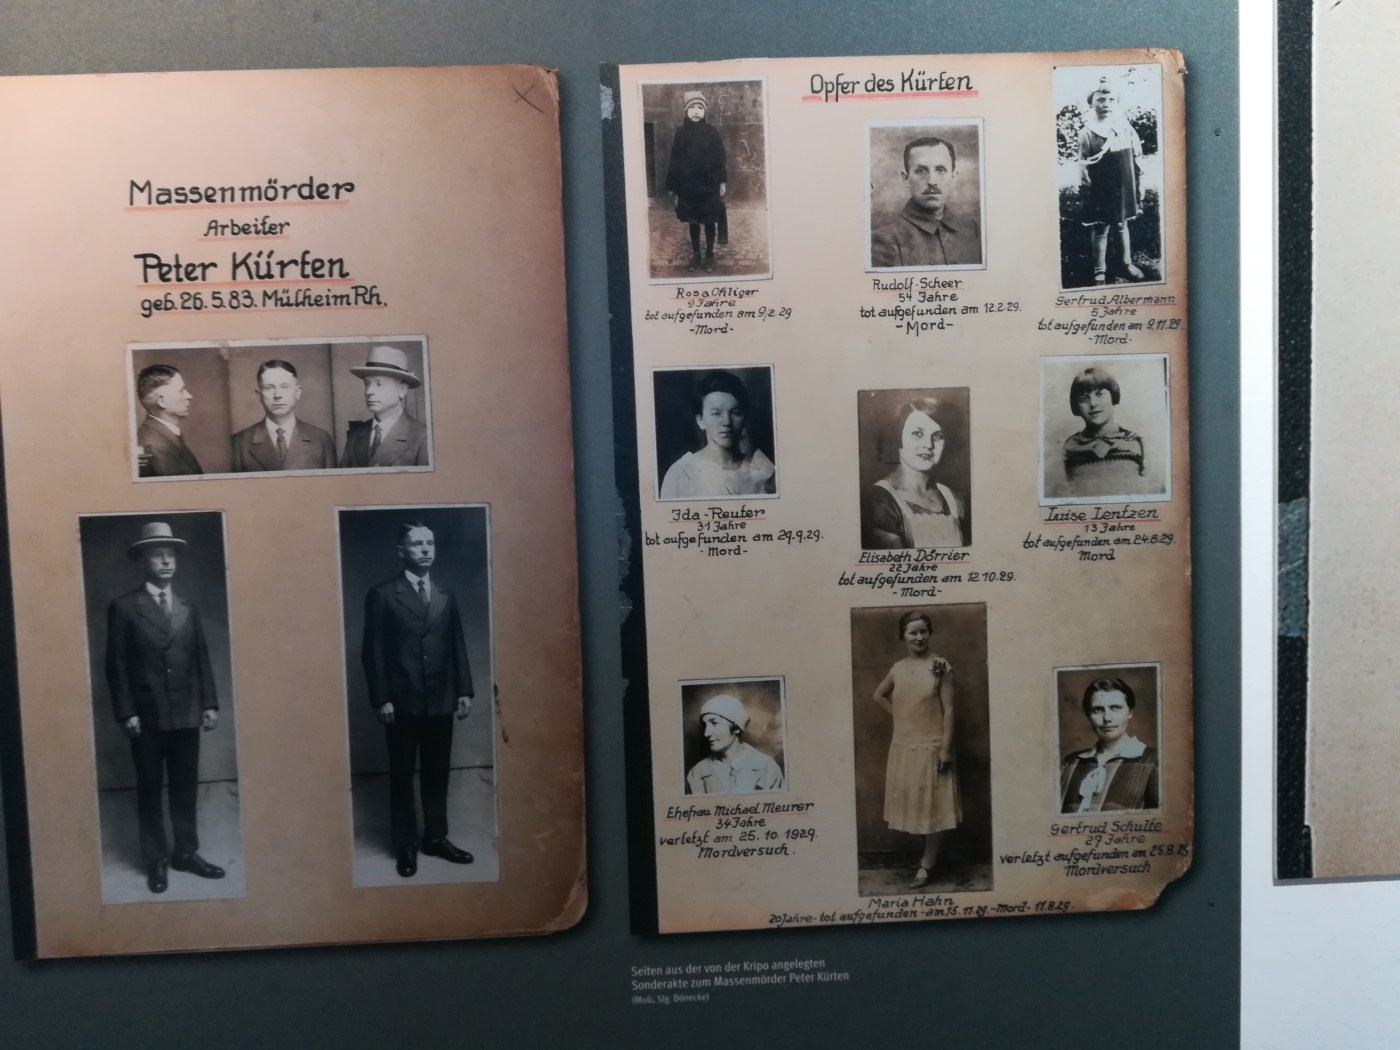 Massenmörder
Arbeiter
Peter Kürten
geb. 26.5.83. Mülheim Rh.
Opfer des Kürten
Rosa Ohliger
9 Jahre
tot aufgefunden am 9/2 29
-Mord-
Rudolf-Scheer
54 Jahre
tot aufgefunden am 12.2.29.
-Mord-
Gertrud Albermann
5 Jahre
tot aufgefunden am 9.11.29.
-Mord-
Ida-Reuter
31 Jahre
tot aufgefunden am 29.9.29.
-Mord-
Elisabeth Dörrier
22 Jahre
tot aufgefunden am 12.10.29.
-Mord-
Luise Lentzen
13 Jahre
tot aufgefunden am 24.8.29.
Mord
Ehefrau Michael Meurer
34 Jahre
verletzt am 25. 10. 1929.
Mordversuch.
Maria Hahn
20 Jahre- tot aufgefunden -am 15.11.29.-Mord- 11.8.29.
Gertrud Schulte
27 Jahre
verletzt aufgefunden am 25.8.29
Mordversuch
Seiten aus der von der Kripo angelegten
Sonderakte zum Massenmörder Peter Kürten
(MuG, Slg. Dönecke)